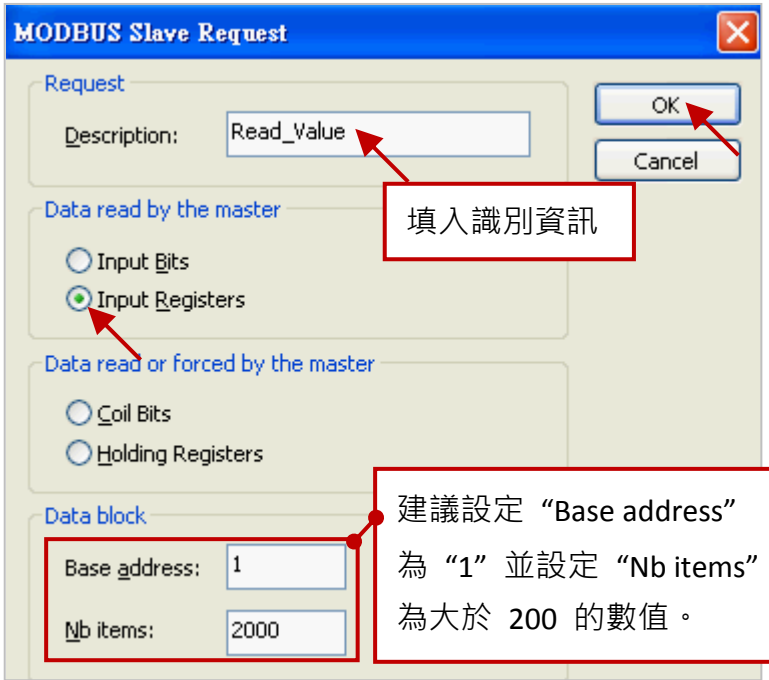 MODBUS Slave Request
Request
Description:
Read_Value
OK
Cancel
填入識別資訊
Data read by the master
Input Bits
Input Registers
Data read or forced by the master
Coil Bits
Holding Registers
Data block
Base address:
1
Nb items:
2000
建議設定 “Base address”
為 “1” 並設定 “Nb items”
為大於 200 的數值。